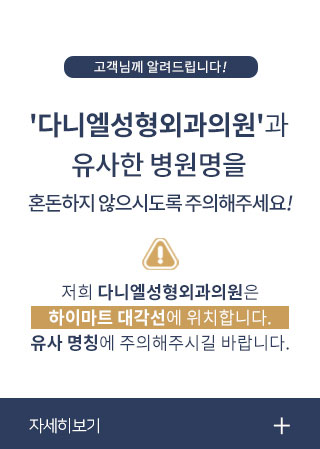 고객님께 알려드립니다!
'다니엘성형외과의원'과
유사한 병원명을
혼돈하지 않으시도록 주의해주세요!
저희 다니엘성형외과의원은
하이마트 대각선에 위치합니다.
유사 명칭에 주의해주시길 바랍니다.
자세히보기 +